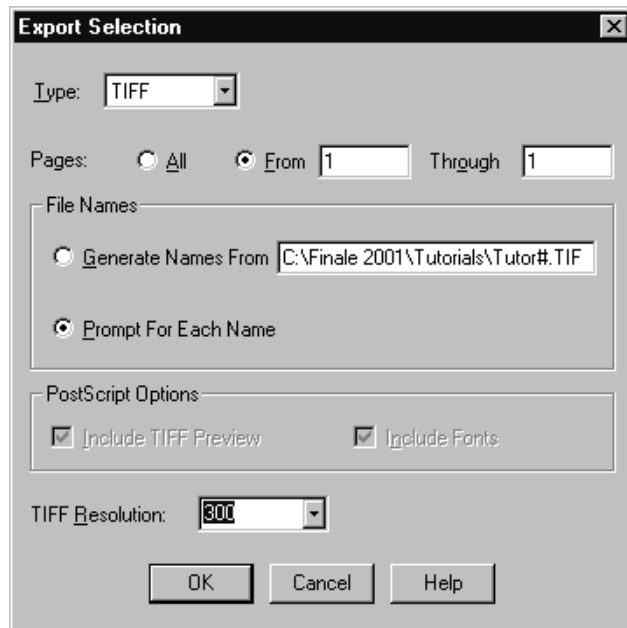 Export Selection
Type: TIFF
Pages: All From 1 Through 1
File Names
Generate Names From C:\Finale 2001\Tutorials\Tutor#.TIF
Prompt For Each Name
PostScript Options
Include TIFF Preview Include Fonts
TIFF Resolution: 300
OK Cancel Help